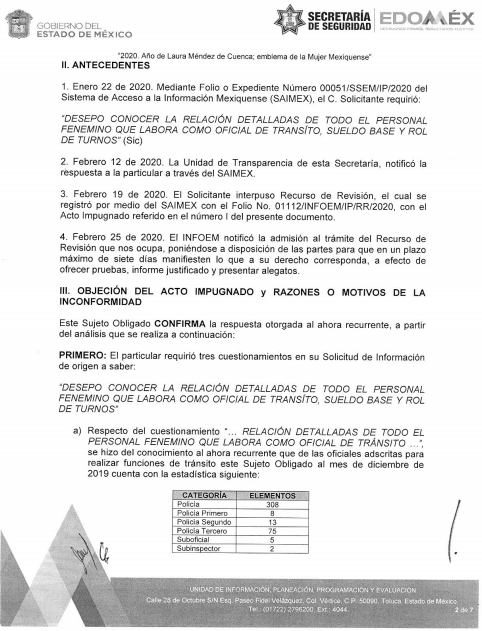 GOBIERNO DEL
ESTADO DE MÉXICO
SECRETARÍA
DE SEGURIDAD
EDOMÉX
DECISIONES FIRMES, RESULTADOS FUERTES.
"2020. Año de Laura Méndez de Cuenca; emblema de la Mujer Mexiquense"
II. ANTECEDENTES
1. Enero 22 de 2020. Mediante Folio o Expediente Número 00051/SSEM/IP/2020 del
Sistema de Acceso a la Información Mexiquense (SAIMEX), el C. Solicitante requirió:
"DESEPO CONOCER LA RELACIÓN DETALLADAS DE TODO EL PERSONAL
FENEMINO QUE LABORA COMO OFICIAL DE TRANSÍTO, SUELDO BASE Y ROL
DE TURNOS" (Sic)
2. Febrero 12 de 2020. La Unidad de Transparencia de esta Secretaría, notificó la
respuesta a la particular a través del SAIMEX.
3. Febrero 19 de 2020. El Solicitante interpuso Recurso de Revisión, el cual se
registró por medio del SAIMEX con el Folio No. 01112/INFOEM/IP/RR/2020, con el
Acto Impugnado referido en el número I del presente documento.
4. Febrero 25 de 2020. El INFOEM notificó la admisión al trámite del Recurso de
Revisión que nos ocupa, poniéndose a disposición de las partes para que en un plazo
máximo de siete días manifiesten lo que a su derecho corresponda, a efecto de
ofrecer pruebas, informe justificado y presentar alegatos.
III. OBJECIÓN DEL ACTO IMPUGNADO y RAZONES O MOTIVOS DE LA
INCONFORMIDAD
Este Sujeto Obligado CONFIRMA la respuesta otorgada al ahora recurrente, a partir
del análisis que se realiza a continuación:
PRIMERO: El particular requirió tres cuestionamientos en su Solicitud de Información
de origen a saber:
"DESEPO CONOCER LA RELACIÓN DETALLADAS DE TODO EL PERSONAL
FENEMINO QUE LABORA COMO OFICIAL DE TRANSÍTO, SUELDO BASE Y ROL
DE TURNOS"
a) Respecto del cuestionamiento "... RELACIÓN DETALLADAS DE TODO EL
PERSONAL FENEMINO QUE LABORA COMO OFICIAL DE TRÁNSITO ...",
se hizo del conocimiento al ahora recurrente que de las oficiales adscritas para
realizar funciones de tránsito este Sujeto Obligado al mes de diciembre de
2019 cuenta con la estadística siguiente:
CATEGORÍA ELEMENTOS
Policía 308
Policía Primero 8
Policía Segundo 13
Policía Tercero 75
Suboficial 5
Subinspector 2
UNIDAD DE INFORMACIÓN, PLANEACIÓN, PROGRAMACIÓN Y EVALUACIÓN
Calle 28 de Octubre S/N Esq. Paseo Fidel Velázquez, Col. Vértice, C.P. 50090, Toluca, Estado de México.
Tel.: (01722) 2796200, Ext.: 4044.
2 de 7